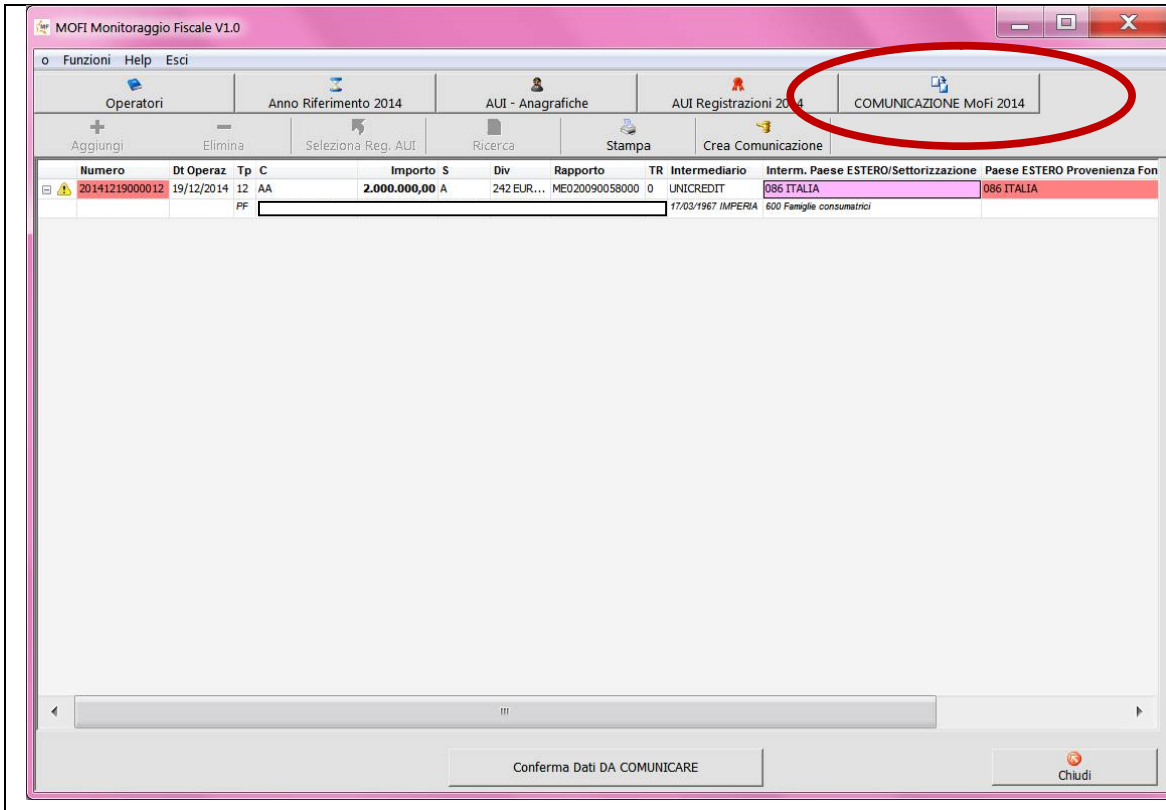 MOFI Monitoraggio Fiscale V1.0
o Funzioni Help Esci
Operatori Anno Riferimento 2014 AUI - Anagrafiche AUI Registrazioni 2014 COMUNICAZIONE MoFi 2014
Aggiungi Elimina Seleziona Reg. AUI Ricerca Stampa Crea Comunicazione
Numero Dt Operaz Tp C Importo S Div Rapporto TR Intermediario Interm. Paese ESTERO/Settorizzazione Paese ESTERO Provenienza Fon
20141219000012 19/12/2014 12 AA 2.000.000,00 A 242 EUR... ME020090058000 0 UNICREDIT 086 ITALIA 086 ITALIA
PF 17/03/1967 IMPERIA 600 Famiglie consumatrici
Conferma Dati DA COMUNICARE
Chiudi